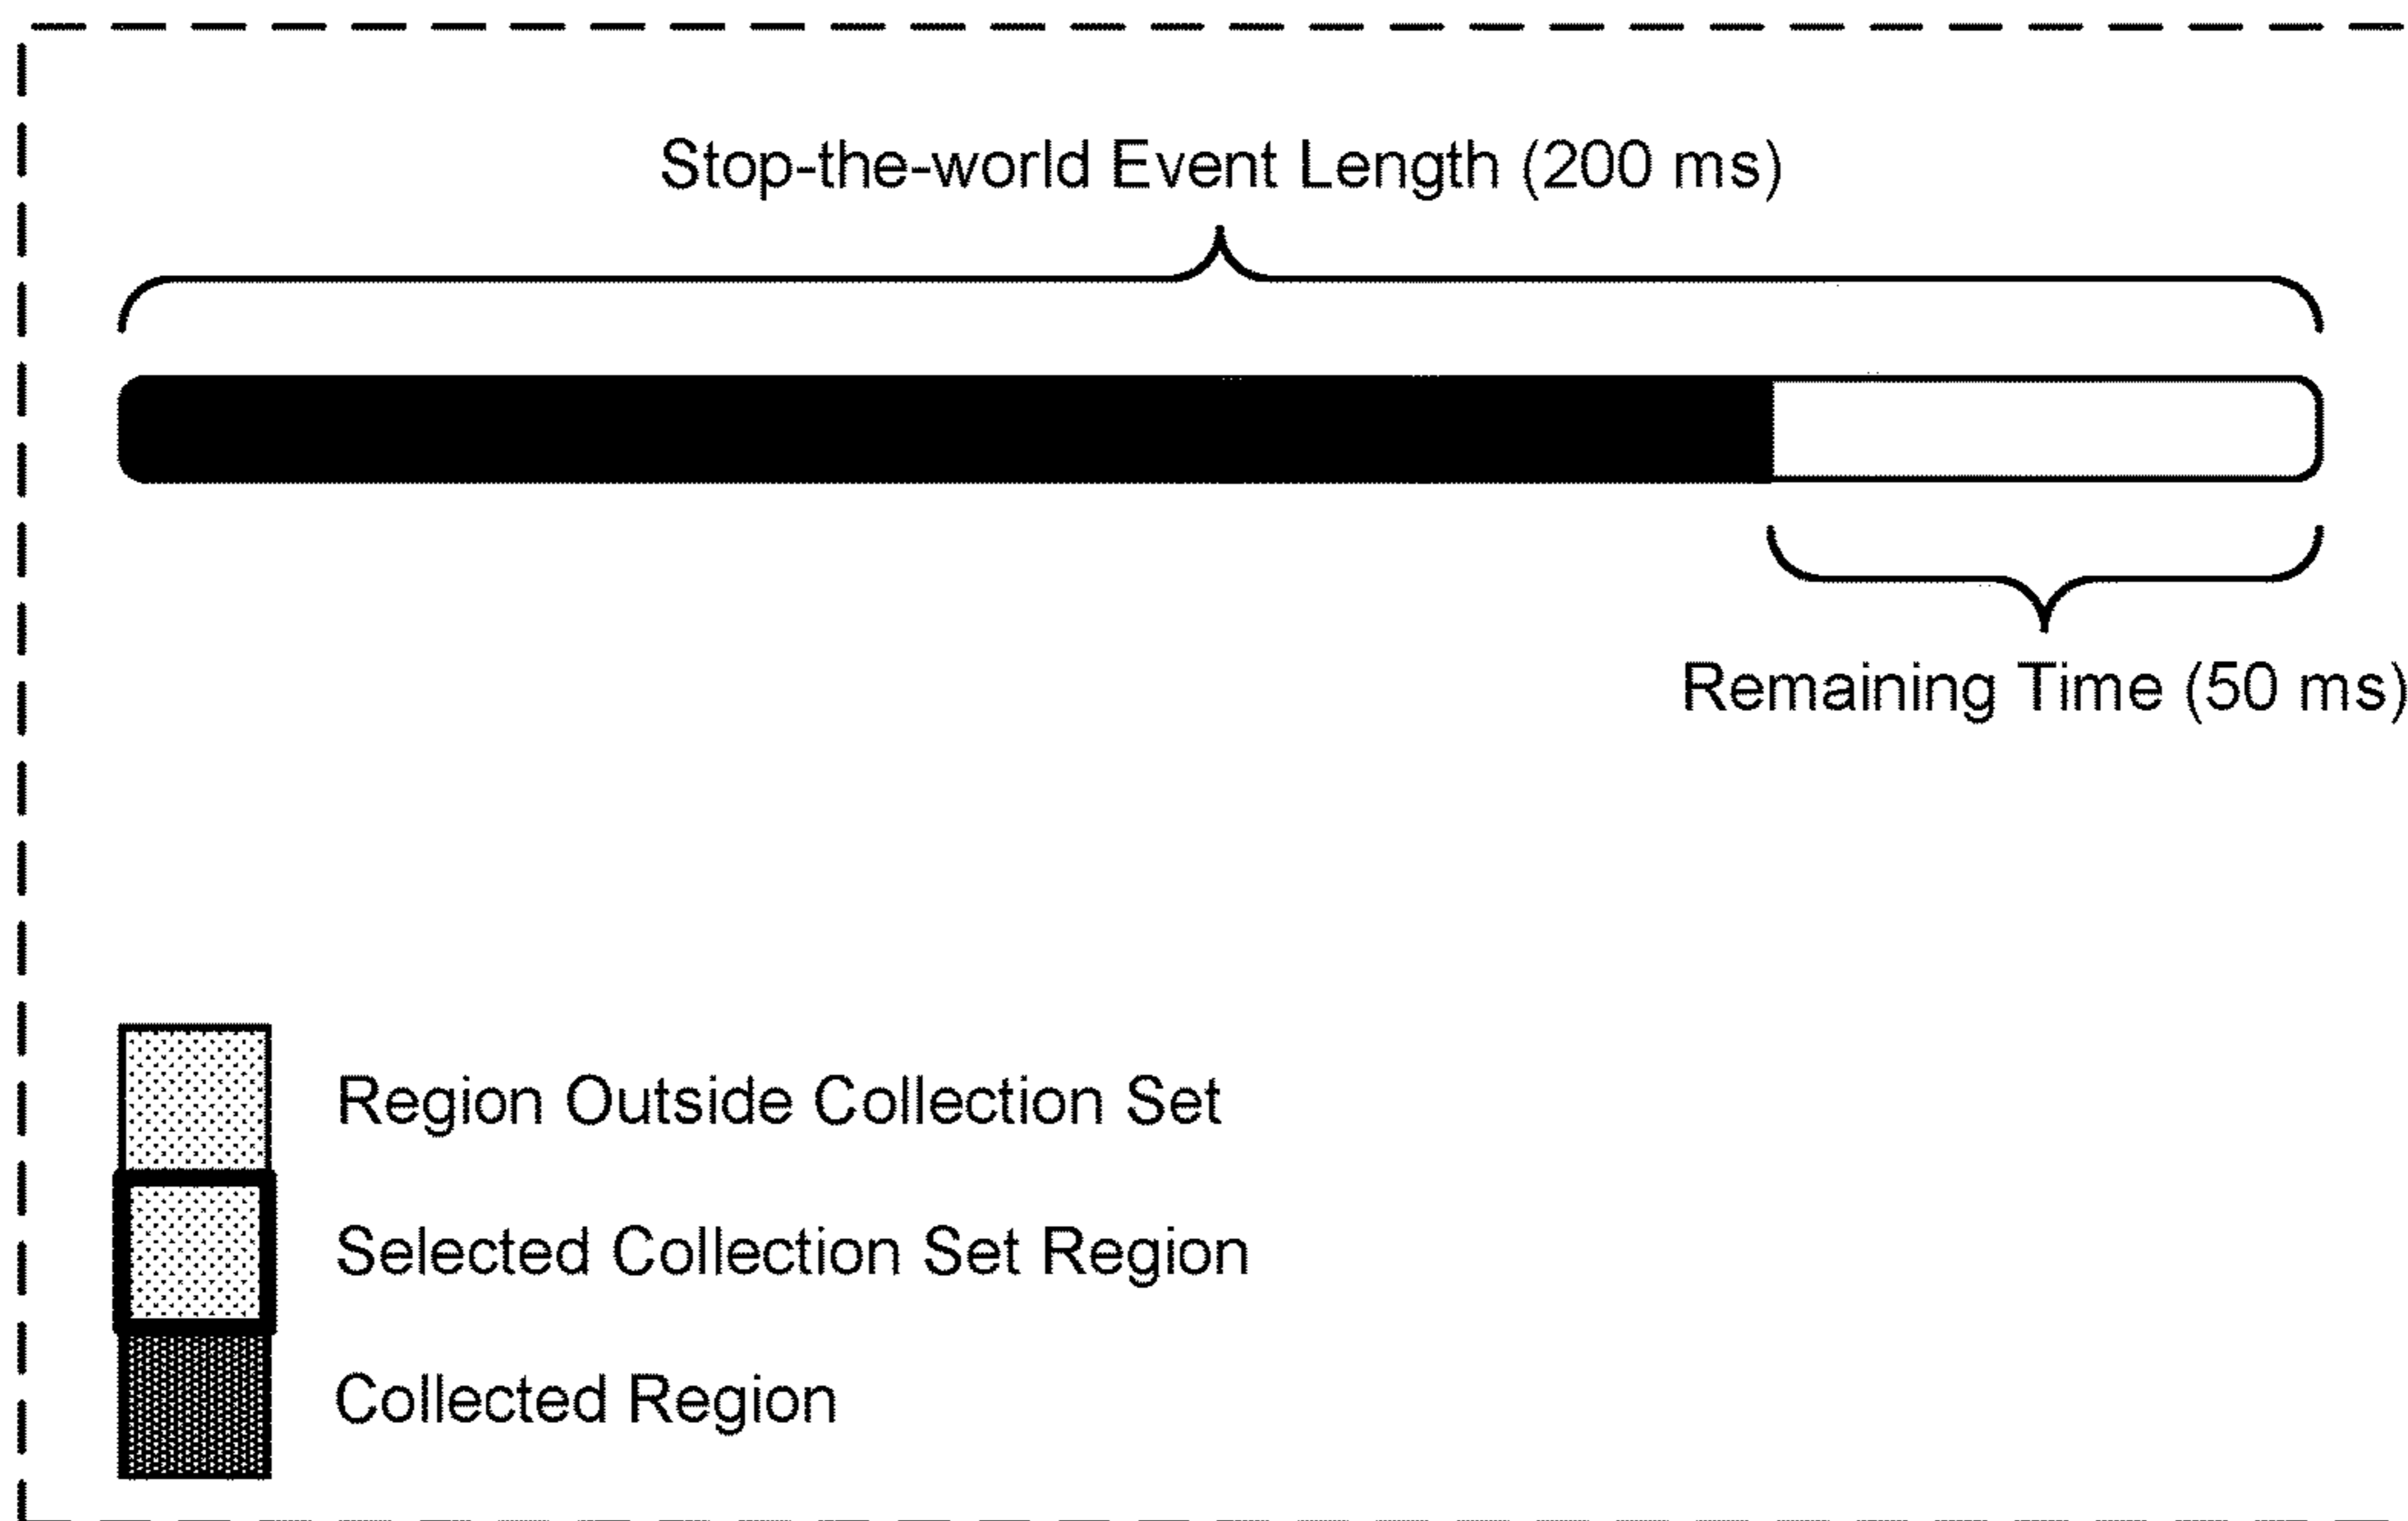 Stop-the-world Event Length (200 ms)
Remaining Time (50 ms)
Region Outside Collection Set
Selected Collection Set Region
Collected Region